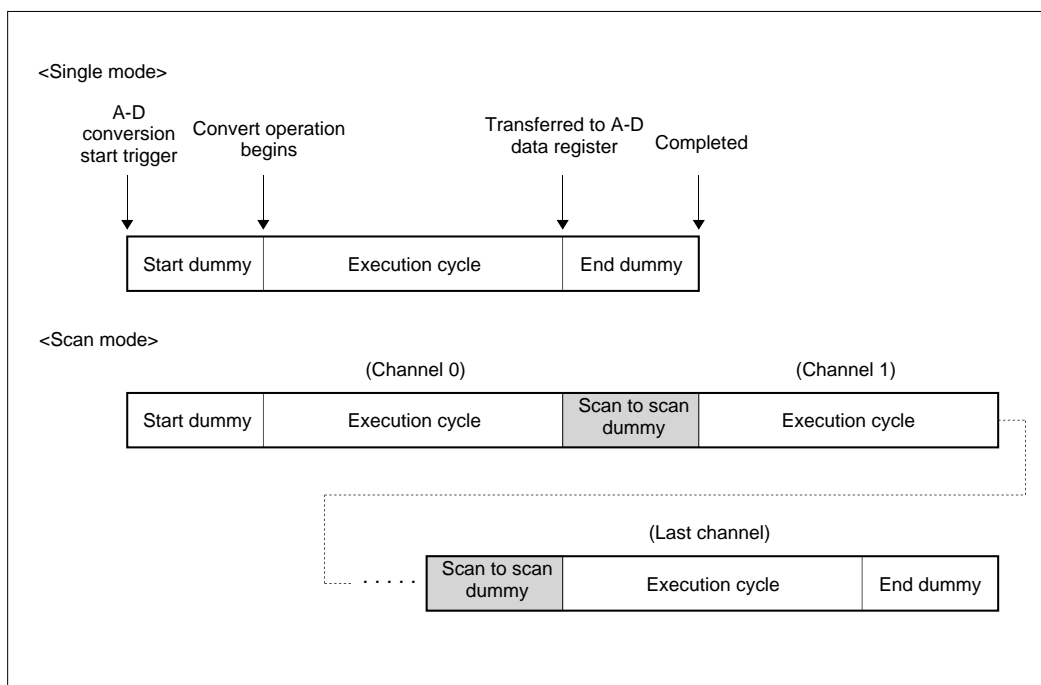 <Single mode>
A-D
conversion
start trigger
Convert operation
begins
Transferred to A-D
data register
Completed
Start dummy
Execution cycle
End dummy
<Scan mode>
(Channel 0)
(Channel 1)
Start dummy
Execution cycle
Scan to scan
dummy
Execution cycle
(Last channel)
· · · · ·
Scan to scan
dummy
Execution cycle
End dummy